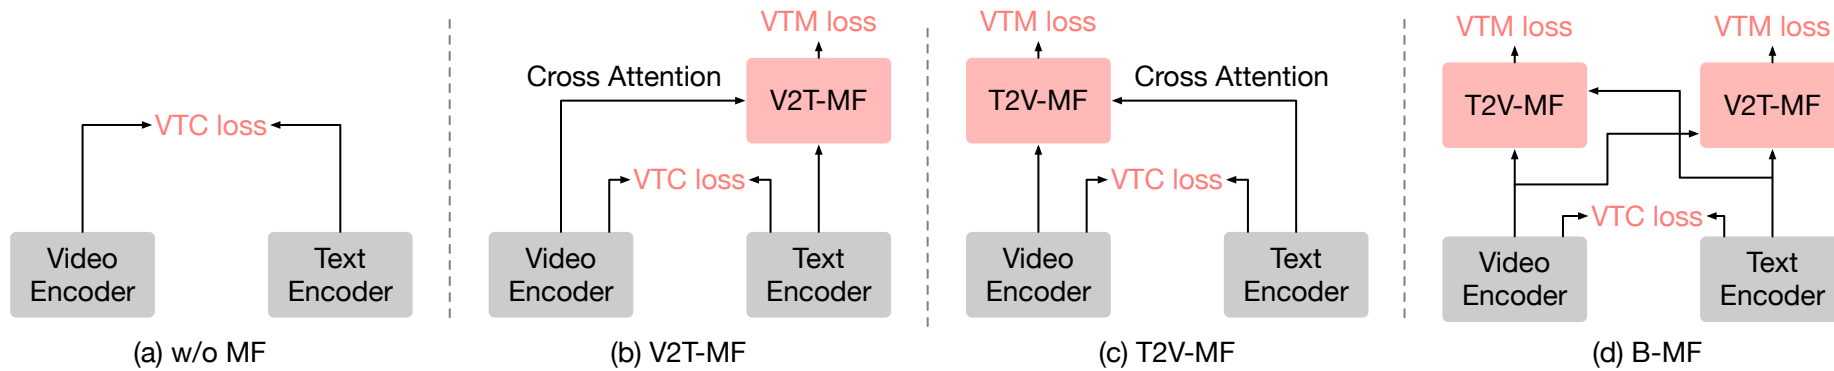 VTC loss
Video
Encoder
Text
Encoder
(a) w/o MF
VTM loss
Cross Attention
V2T-MF
VTC loss
Video
Encoder
Text
Encoder
(b) V2T-MF
VTM loss
T2V-MF
Cross Attention
VTC loss
Video
Encoder
Text
Encoder
(c) T2V-MF
VTM loss
VTM loss
T2V-MF
V2T-MF
VTC loss
Video
Encoder
Text
Encoder
(d) B-MF